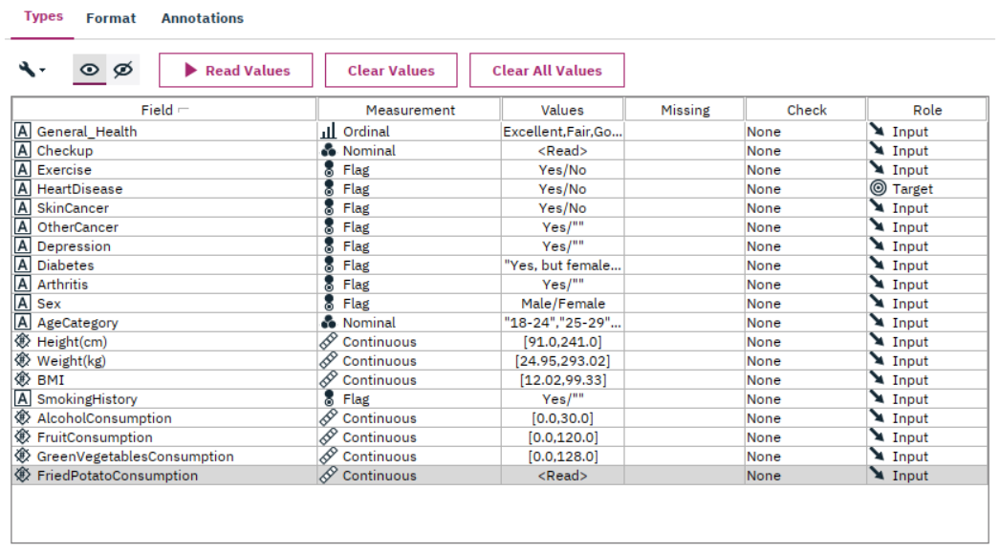 Types Format Annotations
Read Values Clear Values Clear All Values
Field Measurement Values Missing Check Role
A General_Health Ordinal Excellent,Fair,Go... None Input
A Checkup Nominal <Read> None Input
A Exercise Flag Yes/No None Input
A HeartDisease Flag Yes/No None Target
A SkinCancer Flag Yes/No None Input
A OtherCancer Flag Yes/"" None Input
A Depression Flag Yes/"" None Input
A Diabetes Flag "Yes, but female... None Input
A Arthritis Flag Yes/"" None Input
A Sex Flag Male/Female None Input
A AgeCategory Nominal "18-24","25-29"... None Input
# Height(cm) Continuous [91.0,241.0] None Input
# Weight(kg) Continuous [24.95,293.02] None Input
# BMI Continuous [12.02,99.33] None Input
A SmokingHistory Flag Yes/"" None Input
# AlcoholConsumption Continuous [0.0,30.0] None Input
# FruitConsumption Continuous [0.0,120.0] None Input
# GreenVegetablesConsumption Continuous [0.0,128.0] None Input
# FriedPotatoConsumption Continuous <Read> None Input